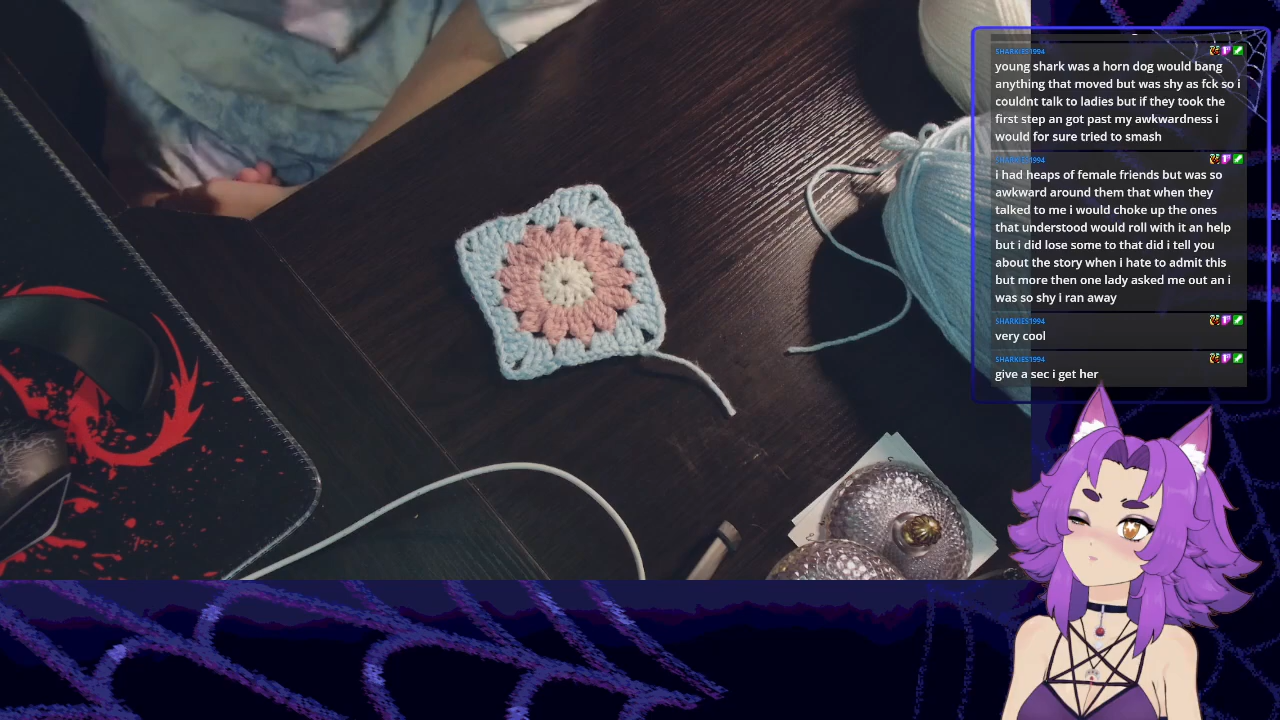 SHARKIES1994
young shark was a horn dog would bang
anything that moved but was shy as fck so i
couldnt talk to ladies but if they took the
first step an got past my awkwardness i
would for sure tried to smash
SHARKIES1994
i had heaps of female friends but was so
awkward around them that when they
talked to me i would choke up the ones
that understood would roll with it an help
but i did lose some to that did i tell you
about the story when i hate to admit this
but more then one lady asked me out an i
was so shy i ran away
SHARKIES1994
very cool
SHARKIES1994
give a sec i get her